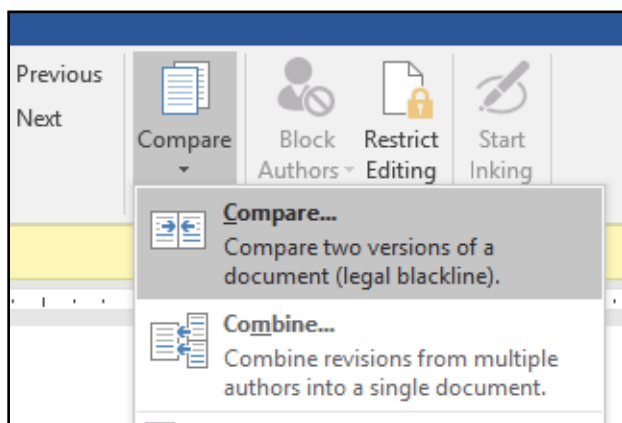 Previous
Next
Compare
Block
Authors
Restrict
Editing
Start
Inking
Compare...
Compare two versions of a
document (legal blackline).
Combine...
Combine revisions from multiple
authors into a single document.